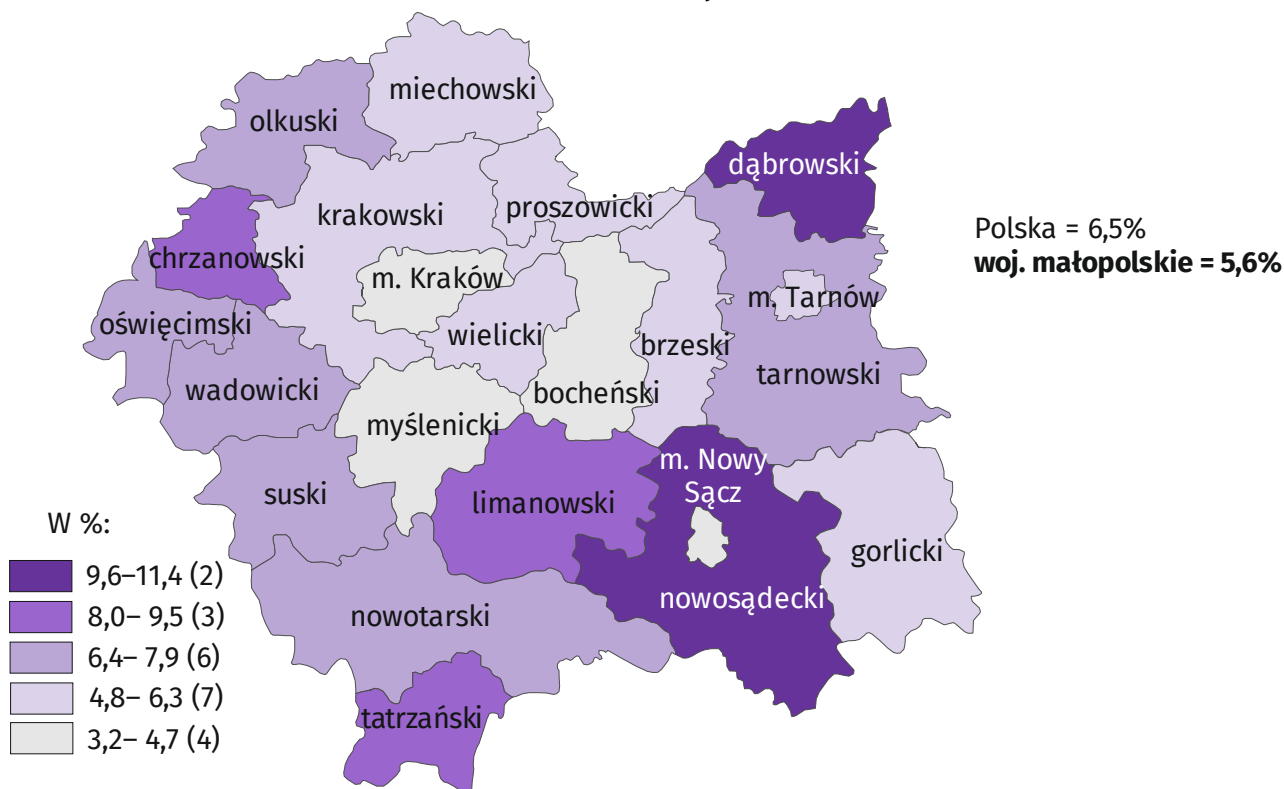 miechowski
olkuski
dąbrowski
krakowski
proszowicki
Polska = 6,5%
woj. małopolskie = 5,6%
chrzanowski
m. Kraków
m. Tarnów
oświęcimski
wielicki
brzeski
wadowicki
bocheński
tarnowski
myślenicki
m. Nowy
Sącz
suski
limanowski
gorlicki
nowosądecki
nowotarski
tatrzański
W %:
9,6–11,4 (2)
8,0– 9,5 (3)
6,4– 7,9 (6)
4,8– 6,3 (7)
3,2– 4,7 (4)